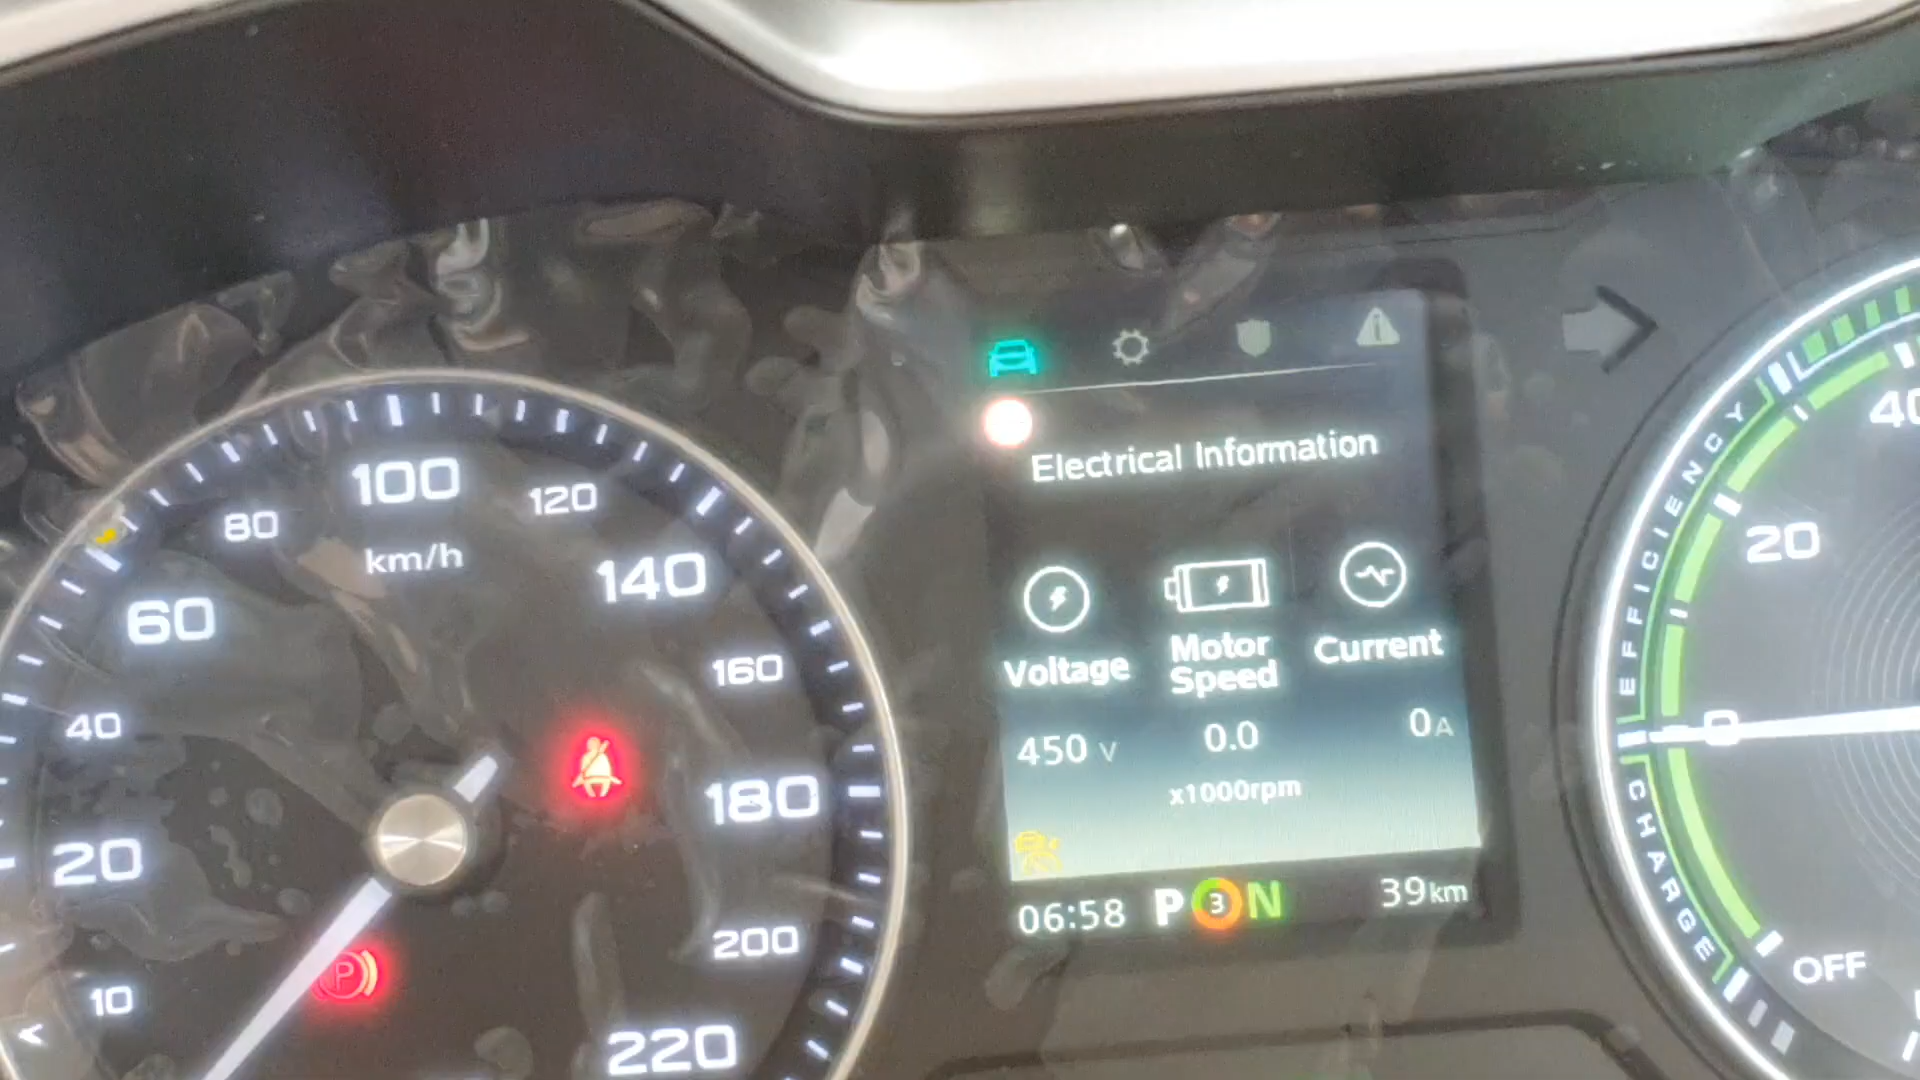 100
80
120
km/h
60
140
160
40
180
20
200
10
220
P
Electrical Information
Voltage
Motor
Speed
Current
450 V
0.0
0A
x1000rpm
06:58 P 3 N 39km
EFFICIENCY
CHARGE
40
20
0
OFF